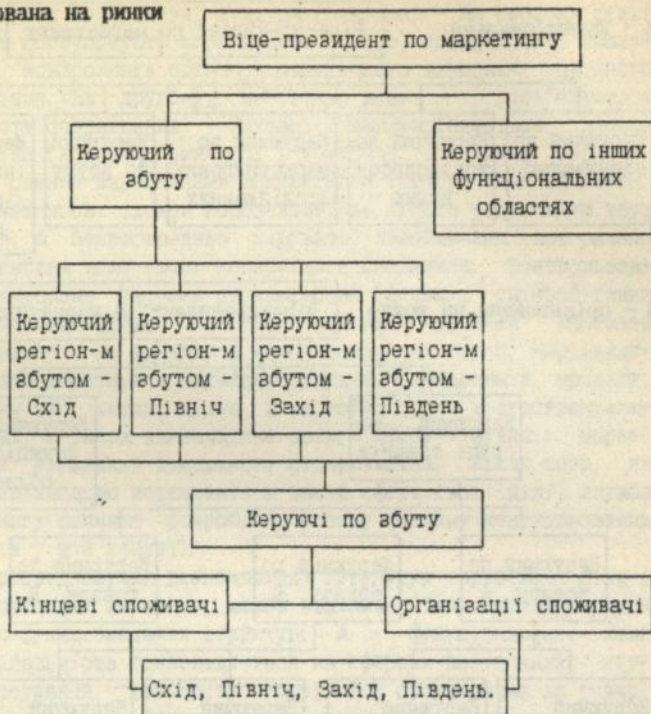 ована на ринки
Віце-президент по маркетингу
Керуючий по
збуту
Керуючий по інших
функціональних
областях
Керуючий
регіон-м
збутом -
Схід
Керуючий
регіон-м
збутом -
Північ
Керуючий
регіон-м
збутом -
Захід
Керуючий
регіон-м
збутом -
Південь
Керуючі по збуту
Кінцеві споживачі
Організації споживачі
Схід, Північ, Захід, Південь.